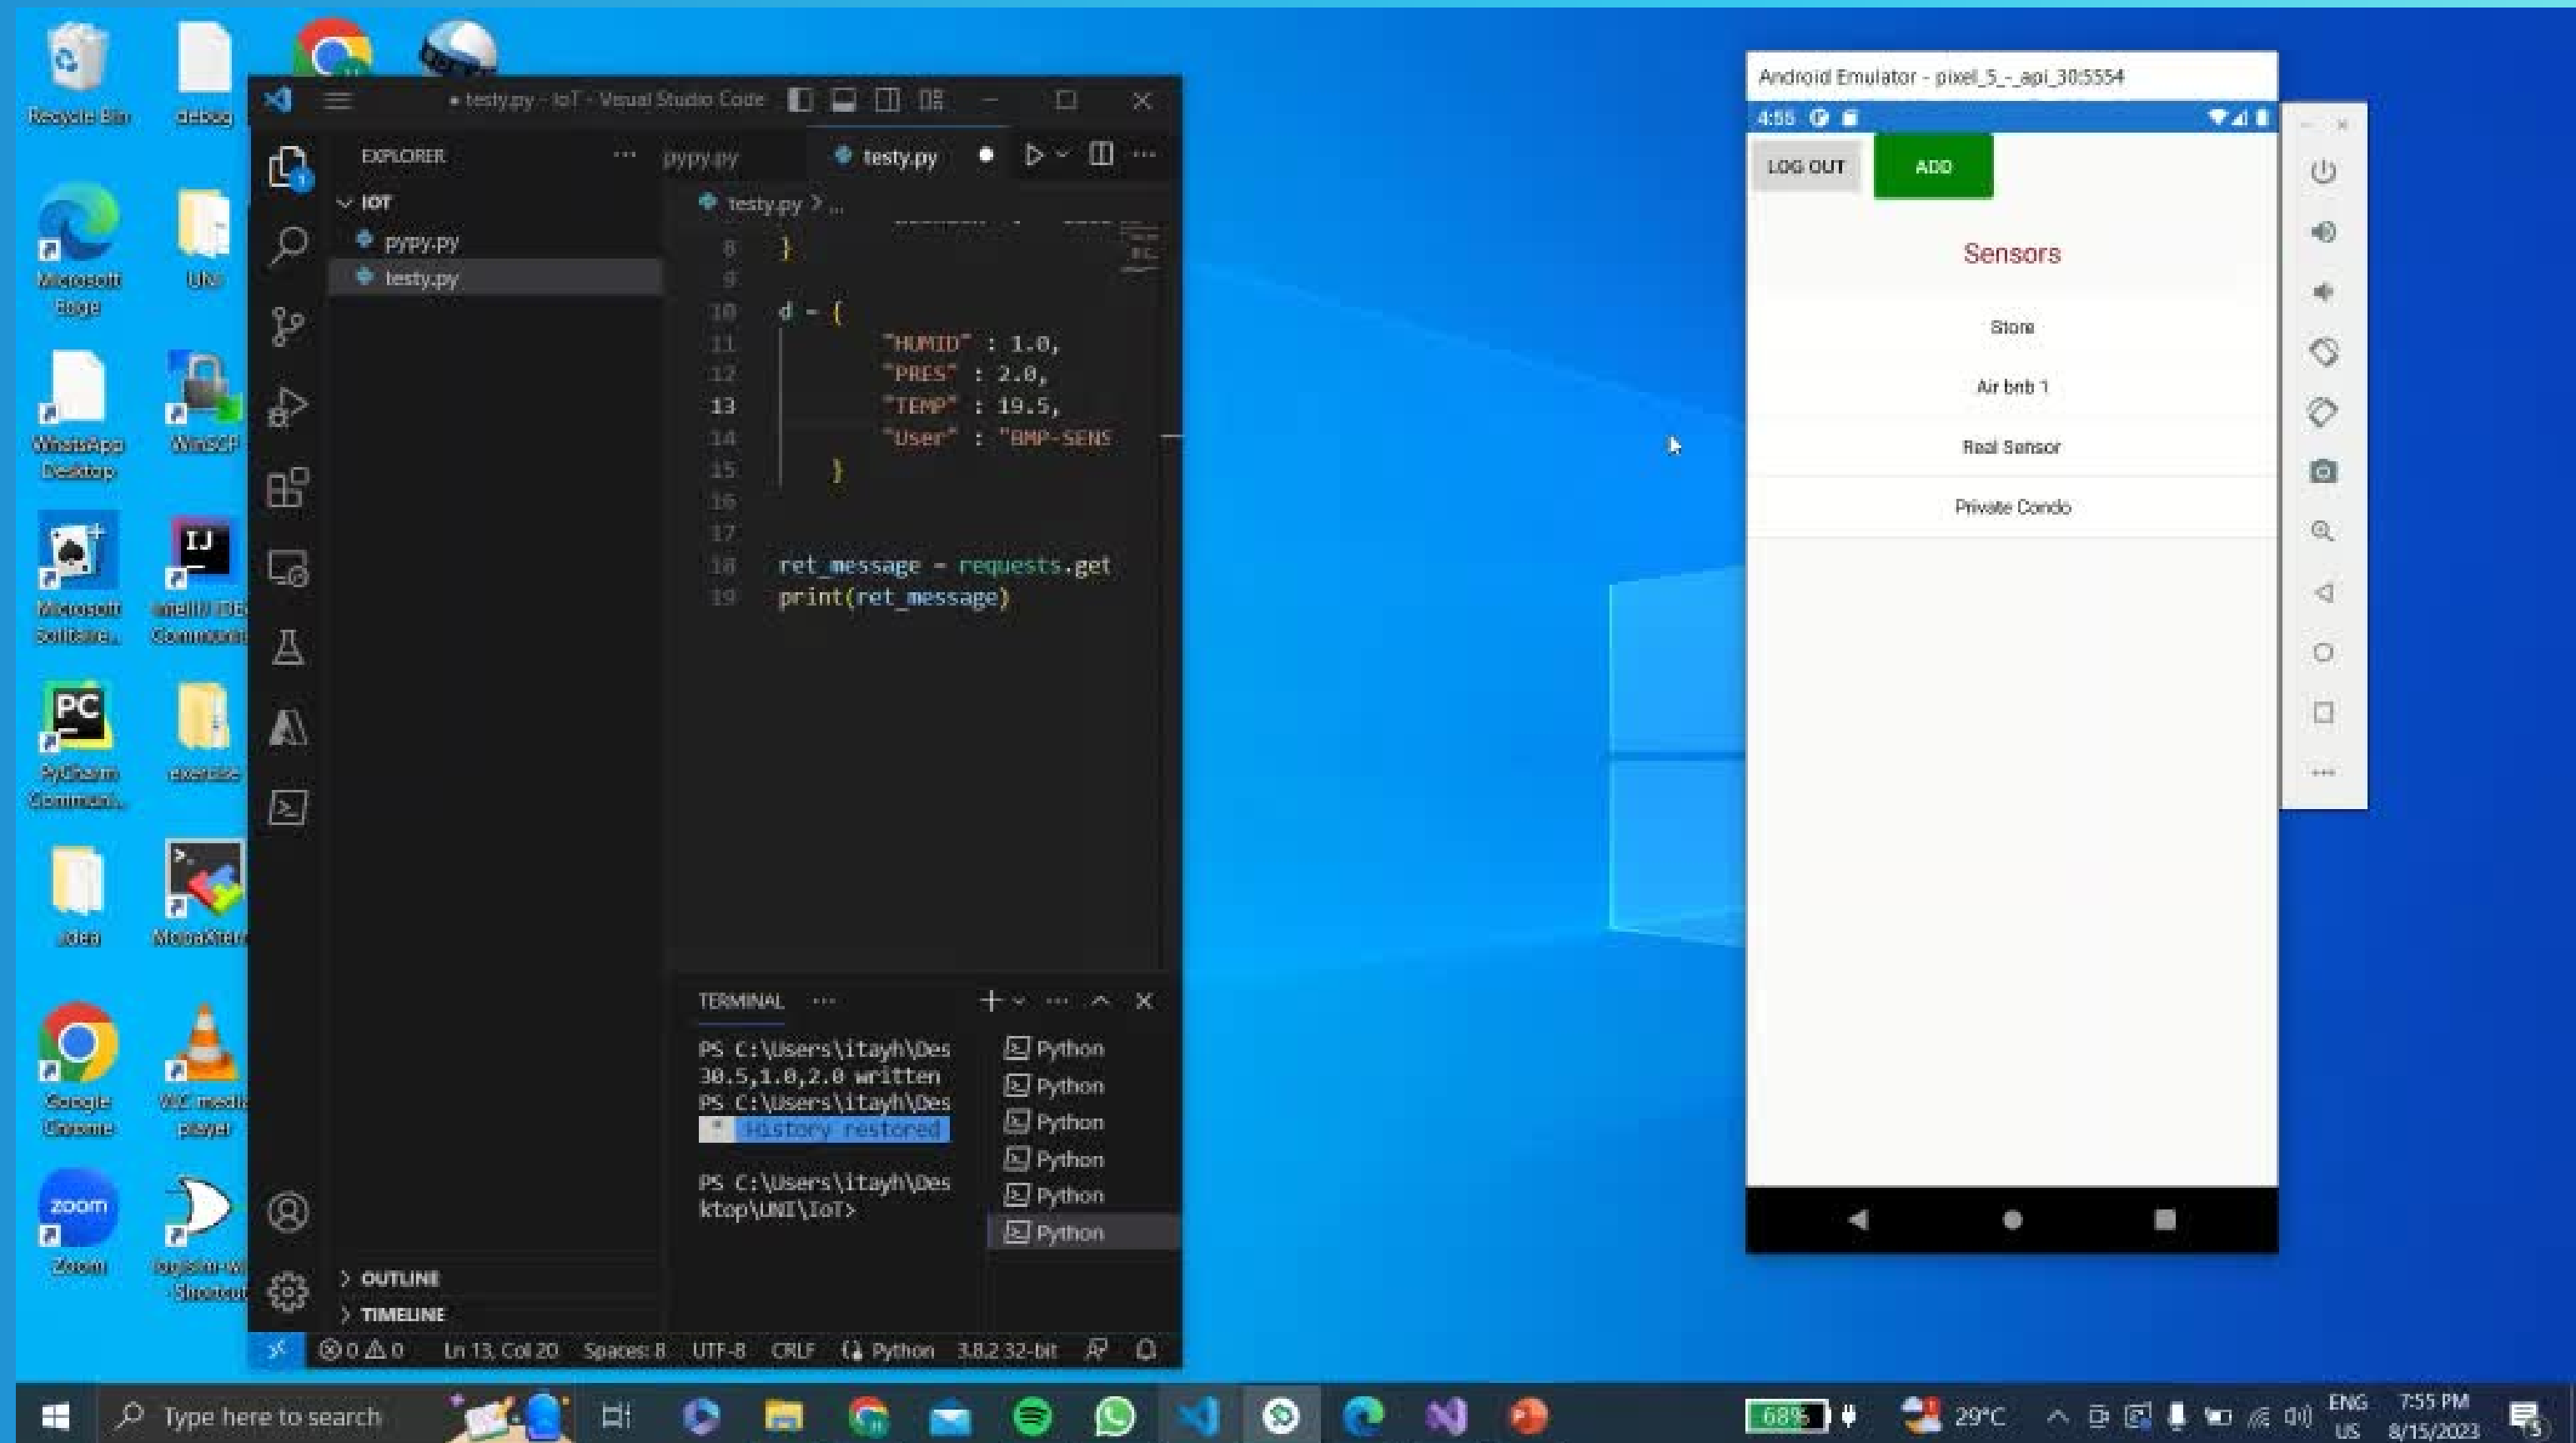 Recycle Bin
debug
Microsoft
Edge
WhatsApp
Desktop
WinSCP
Microsoft
Solitaire...
IJ
IntelliJ IDEA
PC
PyCharm
Communi...
exercise
.idea
Google
Chrome
VLC media
player
zoom
Zoom
• testy.py - IoT - Visual Studio Code
EXPLORER
1
IOT
pypy.py
testy.py
pypy.py
testy.py
testy.py > ...
8 }
9
10 d = {
11 "HUMID" : 1.0,
12 "PRES" : 2.0,
13 "TEMP" : 19.5,
14 "User" : "BMP-SENS
15 }
16
17
18 ret_message = requests.get
19 print(ret_message)
TERMINAL
PS C:\Users\itayh\Des
30.5,1.0,2.0 written
PS C:\Users\itayh\Des
* History restored
PS C:\Users\itayh\Des
ktop\UNI\IoT>
Python
Python
Python
Python
Python
Python
OUTLINE
TIMELINE
0 0 Ln 13, Col 20 Spaces: 8 UTF-8 CRLF Python 3.8.2 32-bit
Android Emulator - pixel_5_-_api_30:5554
4:55
LOG OUT ADD
Sensors
Store
Air bnb 1
Real Sensor
Private Condo
Type here to search
68%
29°C
ENG
US
7:55 PM
8/15/2023
5